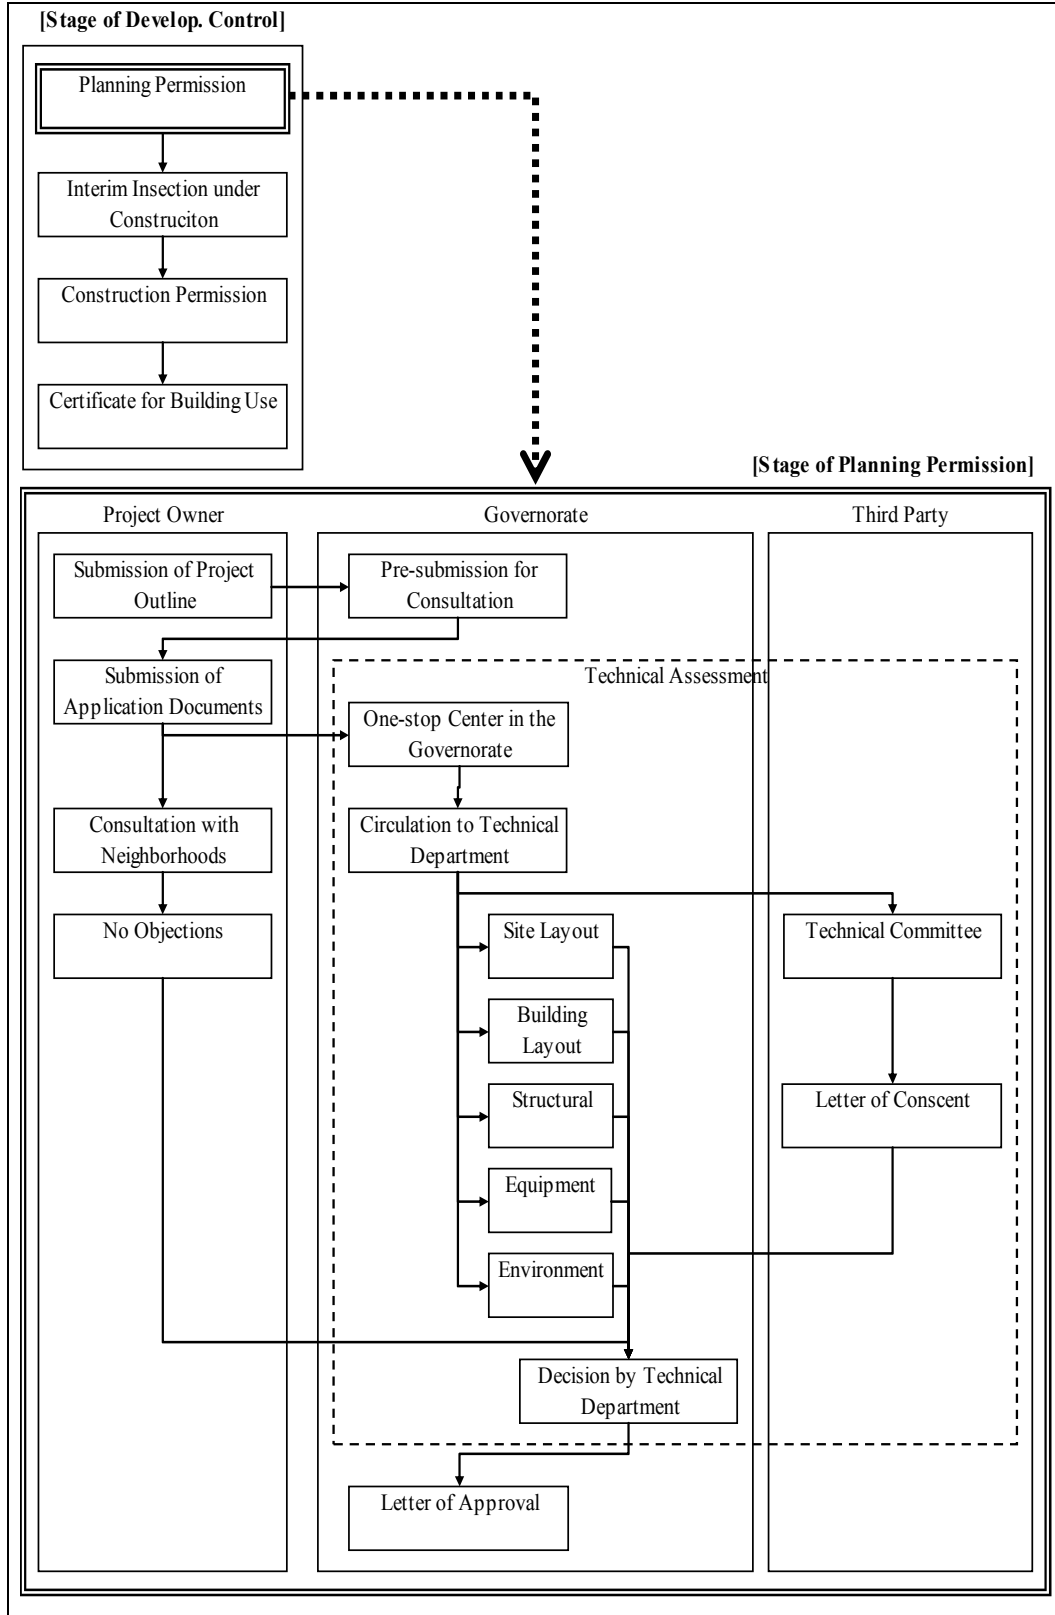 [Stage of Develop. Control]
Planning Permission
Interim Insection under
Construciton
Construction Permission
Certificate for Building Use
[Stage of Planning Permission]
Project Owner
Governorate
Third Party
Submission of Project
Outline
Pre-submission for
Consultation
Submission of
Application Documents
Technical Assessment
One-stop Center in the
Governorate
Consultation with
Neighborhoods
Circulation to Technical
Department
No Objections
Site Layout
Technical Committee
Building
Layout
Structural
Letter of Conscent
Equipment
Environment
Decision by Technical
Department
Letter of Approval